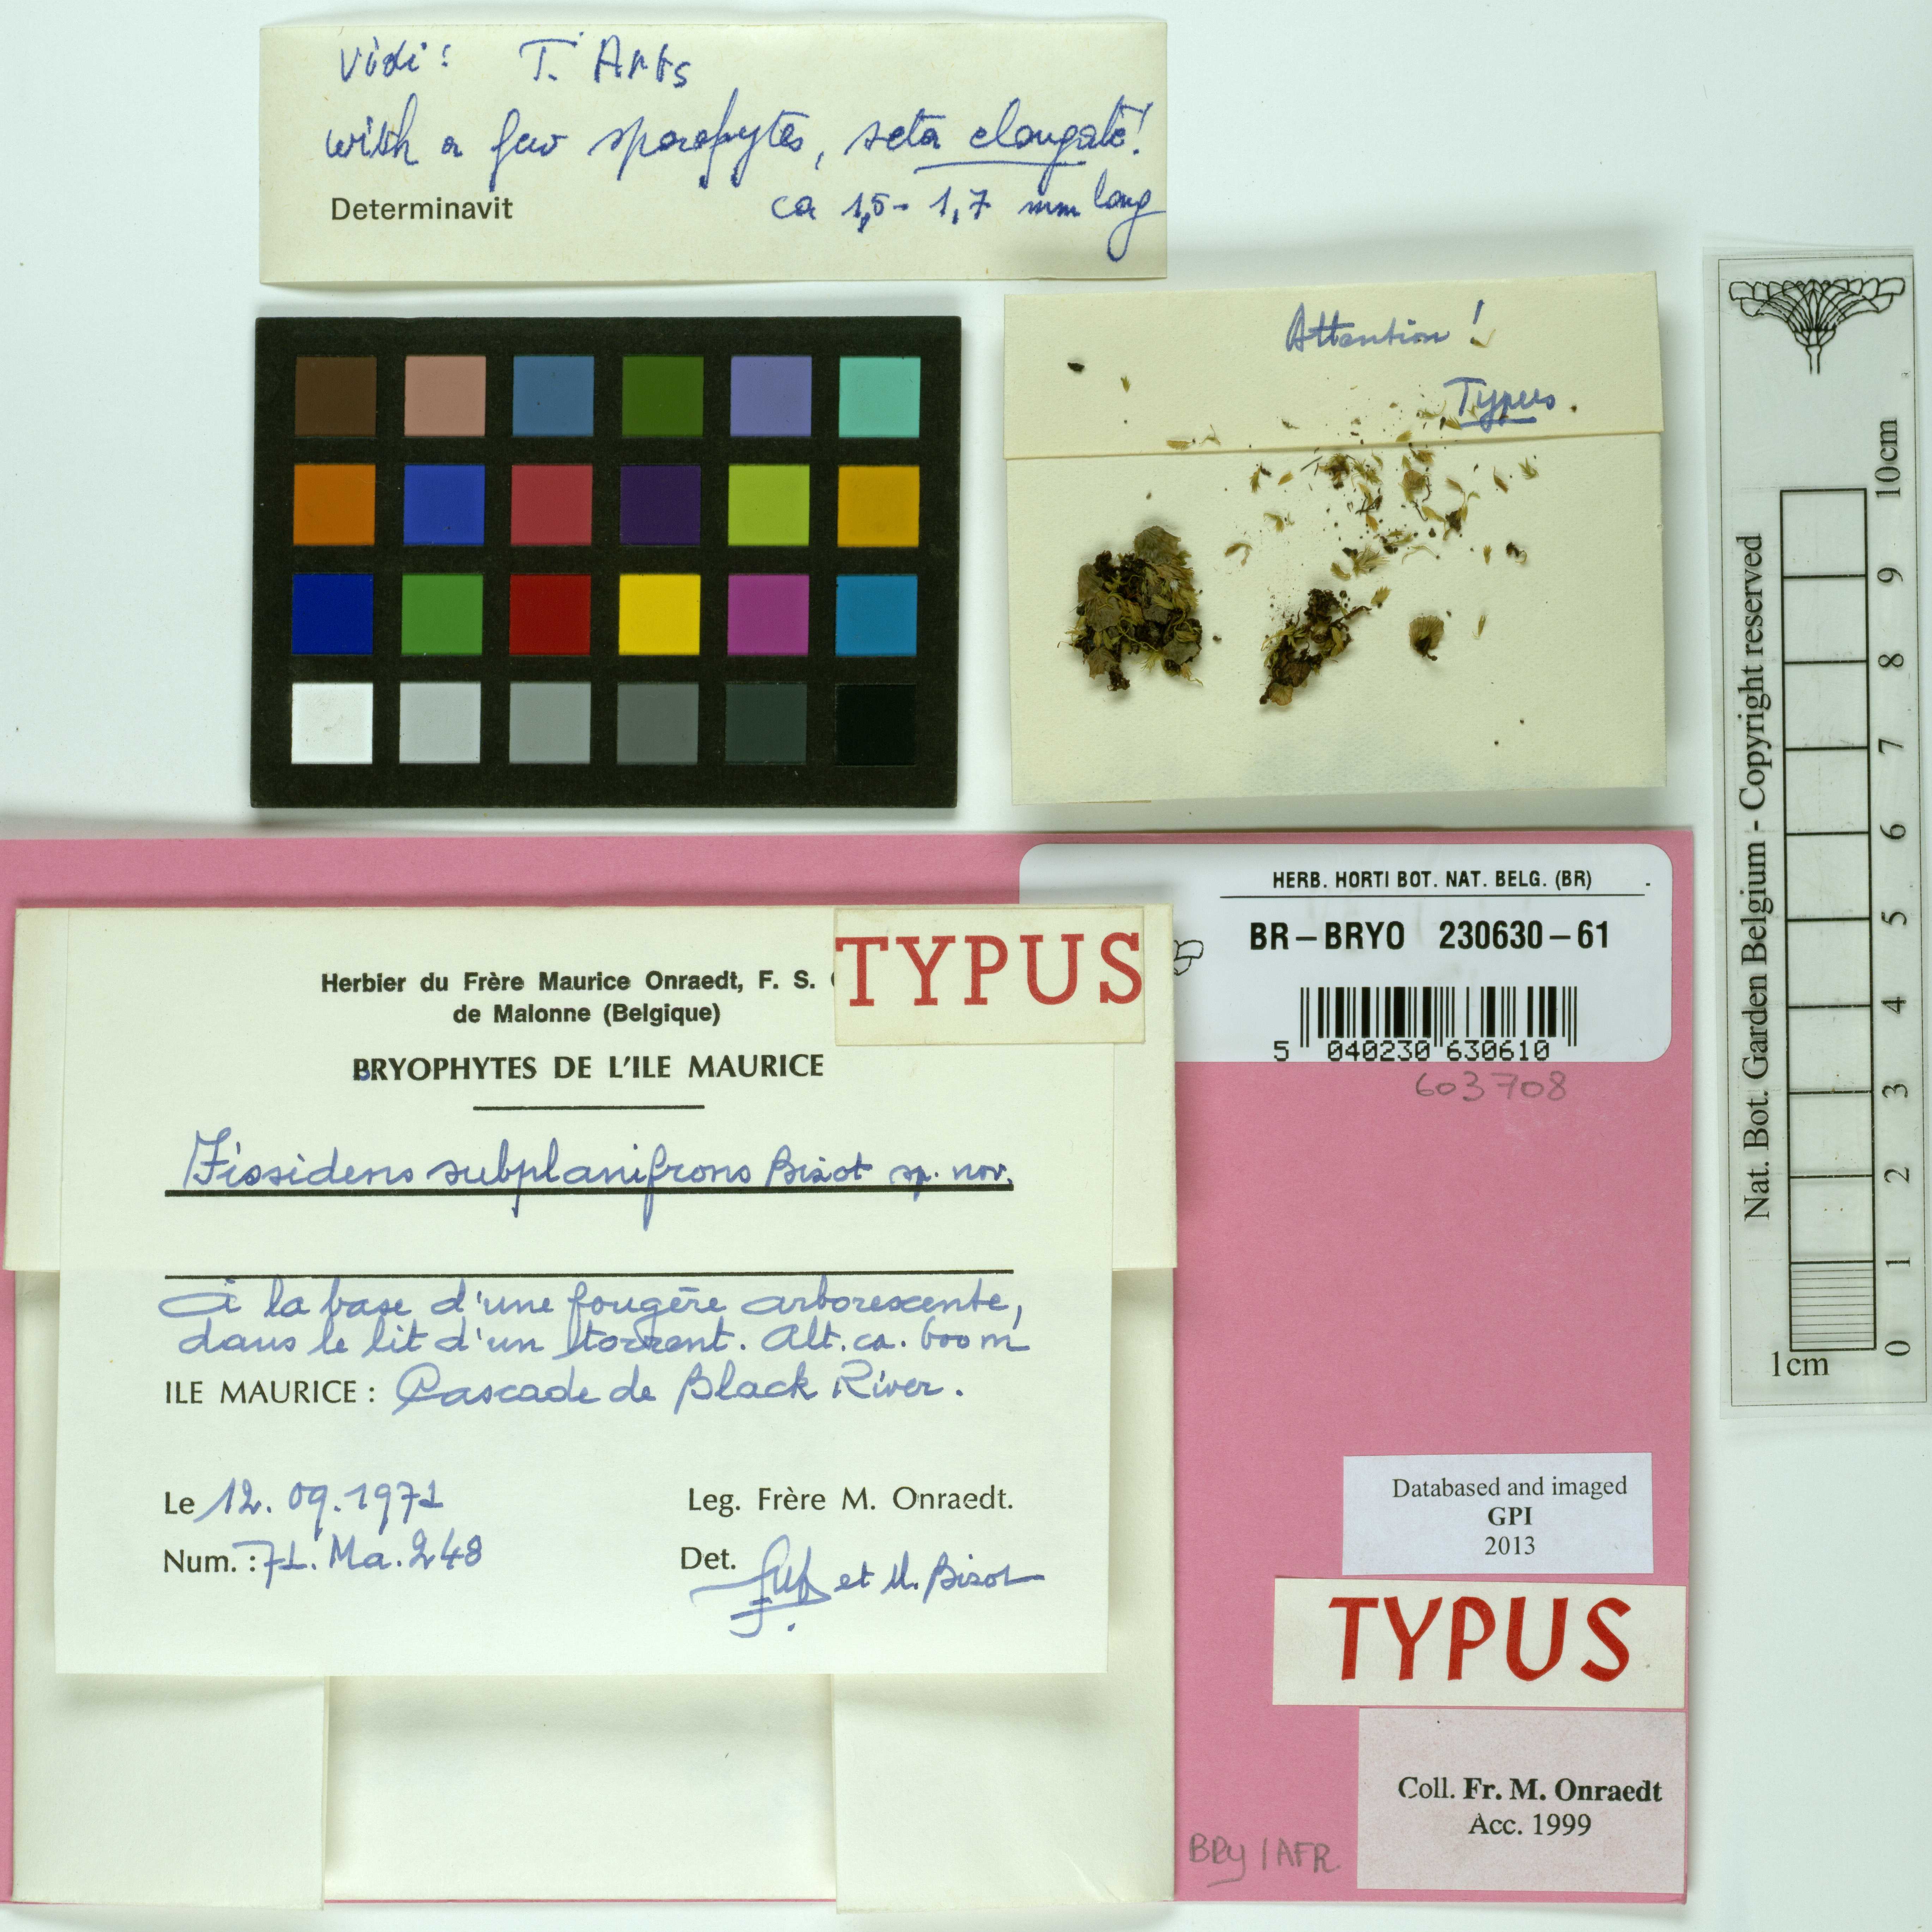 Vidi: T. Arts
with a few sporophytes, seta elongate!
Determinavit ca 1,5 - 1,7 mm long
Attention!
Typus.
10cm
9
8
7
6
5
4
3
2
1
0
1cm
Nat. Bot. Garden Belgium - Copyright reserved
HERB. HORTI BOT. NAT. BELG. (BR)
BR-BRYO 230630-61
5 040230 630610
603708
TYPUS
Herbier du Frère Maurice Onraedt, F. S.
de Malonne (Belgique)
BRYOPHYTES DE L'ILE MAURICE
Fissidens subplanifrons Bizot sp. nov.
à la base d'une fougère arborescente,
dans le lit d'un torrent. Alt. ca. 600 m
ILE MAURICE : Cascade de Black River.
Le 12.09.1971 Leg. Frère M. Onraedt.
Num. : 71.Ma.248 Det. et M. Bizot
Databased and imaged
GPI
2013
TYPUS
Coll. Fr. M. Onraedt
Acc. 1999
BRY / AFR.